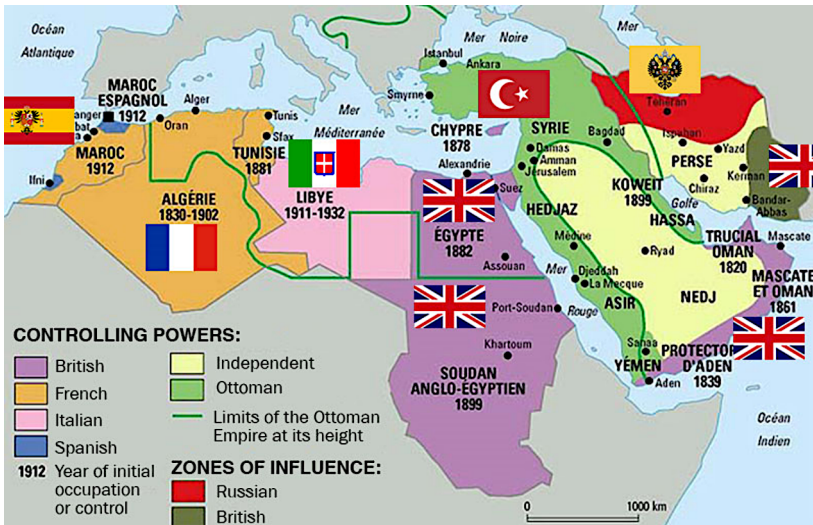 Océan
Atlantique
Mer
Noire
Mer
Istanbul
Ankara
Smyrne
MAROC
ESPAGNOL
1912
anger
bat
a
Alger
Oran
Tunis
Sfax
Mer
Méditerranée
CHYPRE
1878
SYRIE
Damas
Amman
Jérusalem
Bagdad
Téhéran
Ispahan
Yazd
PERSE
Kerman
Chiraz
Bandar-
Abbas
MAROC
1912
TUNISIE
1881
Ifni
ALGÉRIE
1830-1902
LIBYE
1911-1932
Alexandrie
Suez
ÉGYPTE
1882
Assouan
HEDJAZ
KOWEIT
1899
Golfe
HASSA
TRUCIAL
OMAN
1820
Mascate
MASCATE
ET OMAN
1861
Médine
Ryad
Mer
Djeddah
La Mecque
Rouge
ASIR
NEDJ
Port-Soudan
Khartoum
SOUDAN
ANGLO-ÉGYPTIEN
1899
Sanaa
YÉMEN
Aden
PROTECTOR
D'ADEN
1839
Océan
Indien
CONTROLLING POWERS:
British
French
Italian
Spanish
1912 Year of initial
occupation
or control
Independent
Ottoman
Limits of the Ottoman
Empire at its height
ZONES OF INFLUENCE:
Russian
British
0 1000 km